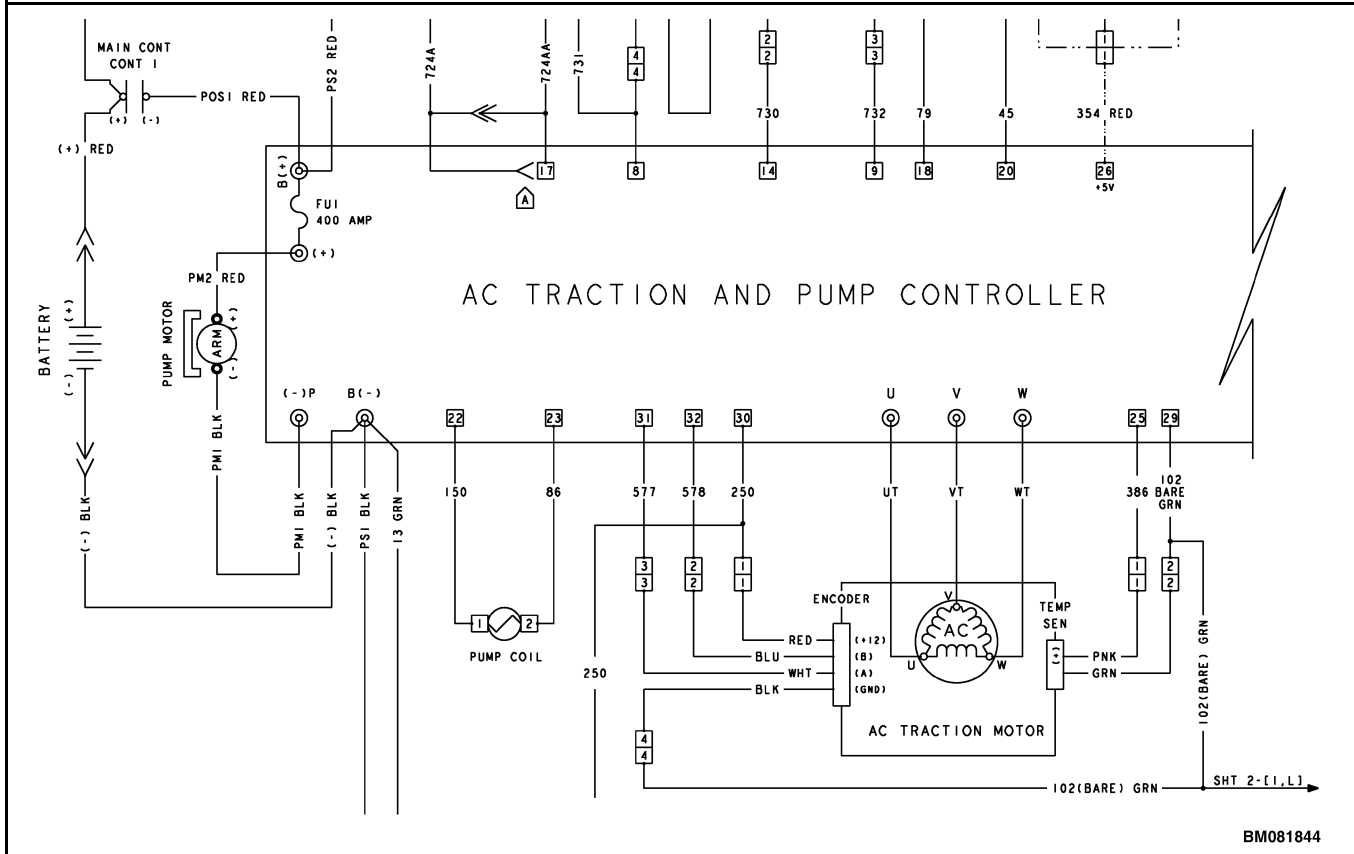 MAIN CONT
CONT 1
(+) (-)
POS1 RED
PS2 RED
724A
724AA
731
4
4
2
2
730
3
3
732
79
45
1
1
354 RED
(+) RED
B(+)
17
A
8
14
9
18
20
26
+5V
FU1
400 AMP
(+)
PM2 RED
AC TRACTION AND PUMP CONTROLLER
BATTERY
(+)
(-)
PUMP MOTOR
ARM
(+)
(-)
(-)P
B(-)
22
23
31
32
30
U
V
W
25
29
PM1 BLK
(-) BLK
PM1 BLK
(-) BLK
PS1 BLK
13 GRN
150
86
577
578
250
UT
VT
WT
386
102
BARE
GRN
3
3
2
2
1
1
1
1
2
2
1
2
PUMP COIL
250
ENCODER
RED
(+12)
BLU
(B)
WHT
(A)
BLK
(GND)
V
AC
U
W
TEMP
SEN
(+)
PNK
GRN
102(BARE) GRN
AC TRACTION MOTOR
4
4
102(BARE) GRN
SHT 2-[1,L]
BM081844